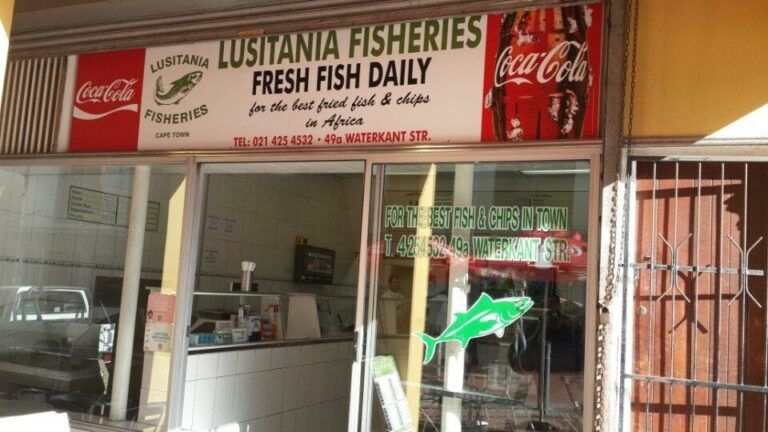 Coca-Cola
LUSITANIA
FISHERIES
CAPE TOWN
LUSITANIA FISHERIES
FRESH FISH DAILY
for the best fried fish & chips
in Africa
TEL: 021 425 4532 • 49a WATERKANT STR.
Coca-Cola
FOR THE BEST FISH & CHIPS IN TOWN
T. 4254532 49a WATERKANT STR.